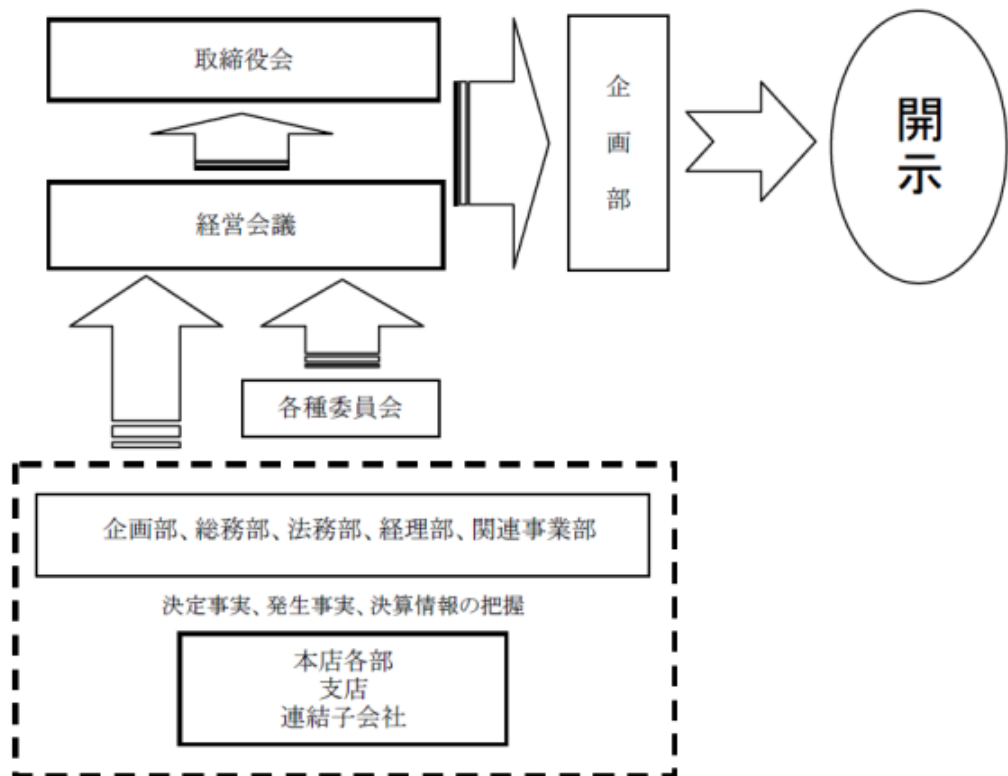 取締役会
経営会議
企画部
開示
各種委員会
企画部、総務部、法務部、経理部、関連事業部
決定事実、発生事実、決算情報の把握
本店各部
支店
連結子会社